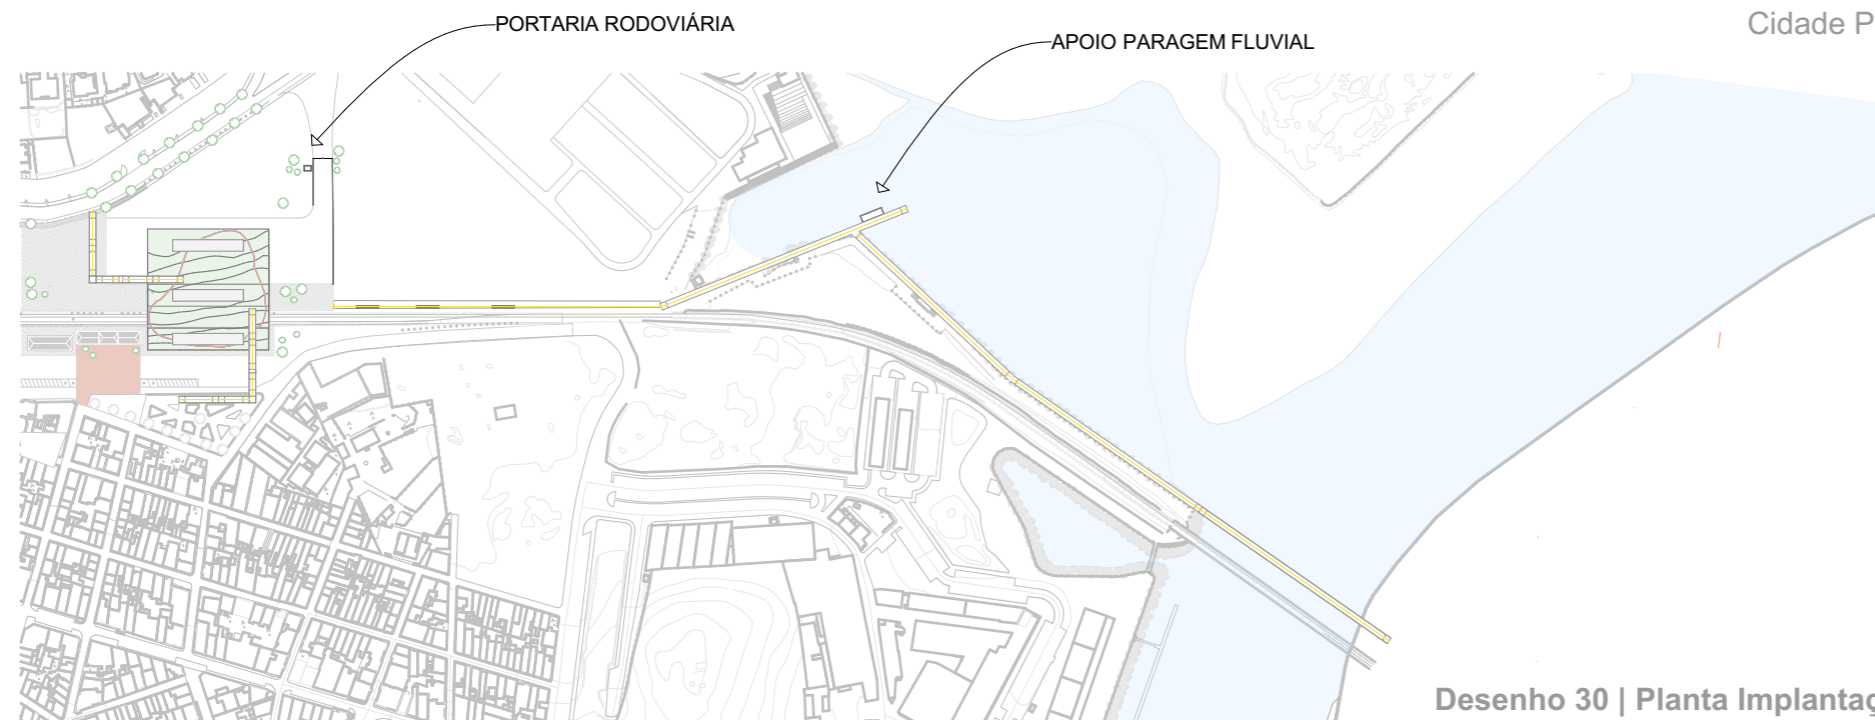 PORTARIA RODOVIÁRIA
APOIO PARAGEM FLUVIAL
Cidade P
Desenho 30 | Planta Implantaç